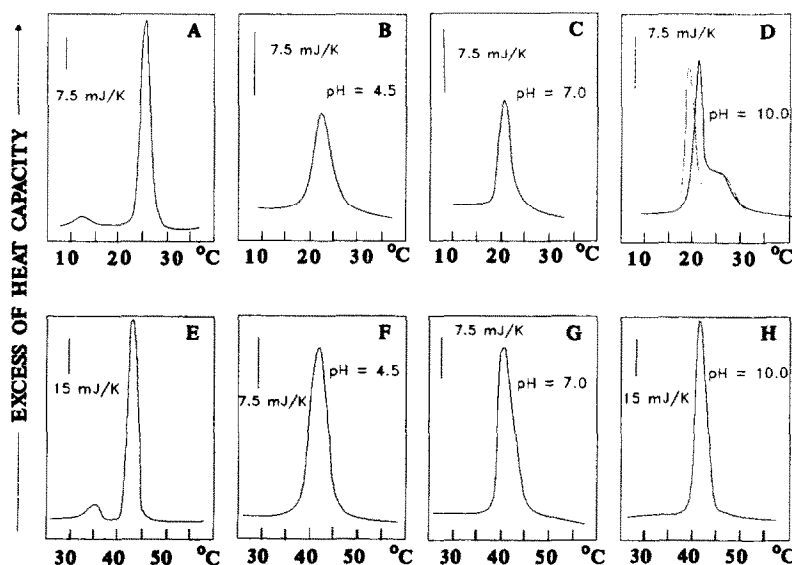 EXCESS OF HEAT CAPACITY
A
7.5 mJ/K
10 20 30 °C
B
7.5 mJ/K
pH = 4.5
10 20 30 °C
C
7.5 mJ/K
pH = 7.0
10 20 30 °C
D
7.5 mJ/K
pH = 10.0
10 20 30 °C
E
15 mJ/K
30 40 50 °C
F
pH = 4.5
7.5 mJ/K
30 40 50 °C
G
7.5 mJ/K
pH = 7.0
30 40 50 °C
H
pH = 10.0
15 mJ/K
30 40 50 °C